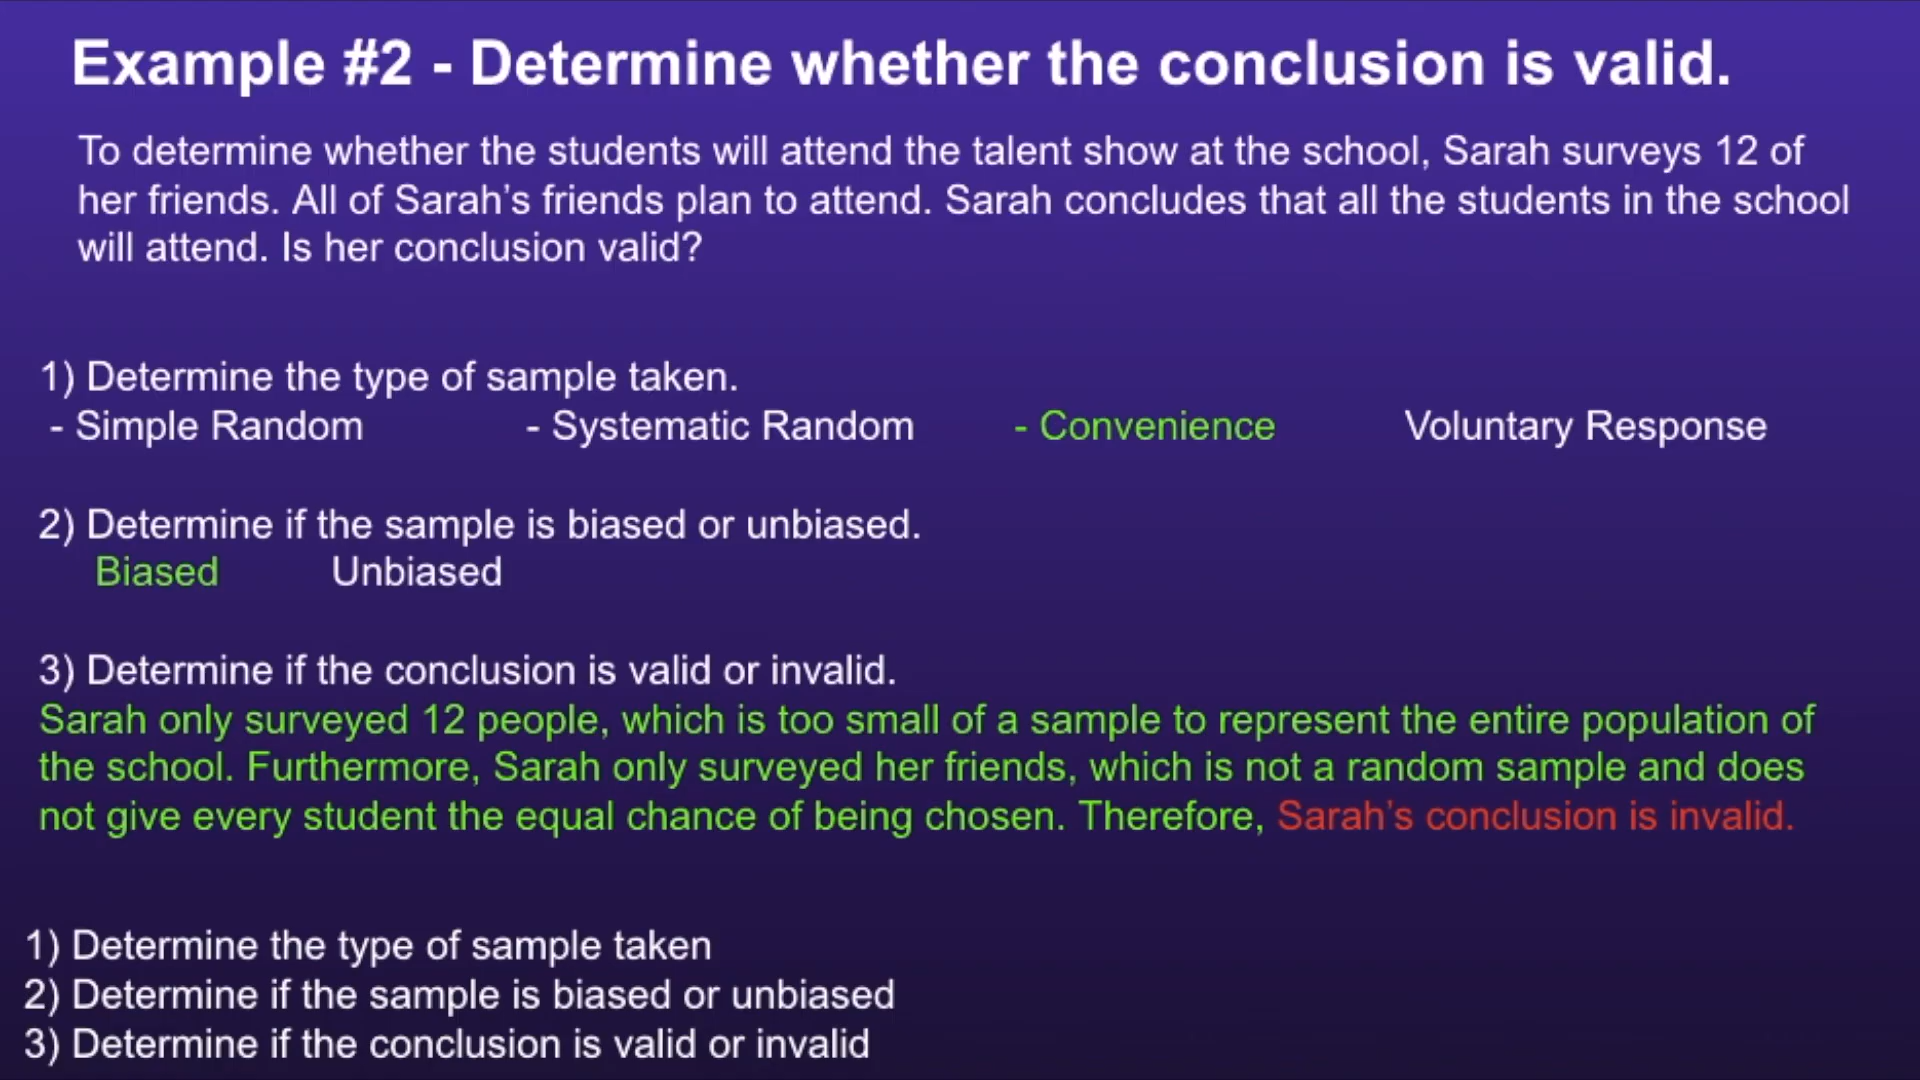 Example #2 - Determine whether the conclusion is valid.
To determine whether the students will attend the talent show at the school, Sarah surveys 12 of
her friends. All of Sarah's friends plan to attend. Sarah concludes that all the students in the school
will attend. Is her conclusion valid?
1) Determine the type of sample taken.
- Simple Random - Systematic Random - Convenience Voluntary Response
2) Determine if the sample is biased or unbiased.
Biased Unbiased
3) Determine if the conclusion is valid or invalid.
Sarah only surveyed 12 people, which is too small of a sample to represent the entire population of
the school. Furthermore, Sarah only surveyed her friends, which is not a random sample and does
not give every student the equal chance of being chosen. Therefore, Sarah's conclusion is invalid.
1) Determine the type of sample taken
2) Determine if the sample is biased or unbiased
3) Determine if the conclusion is valid or invalid